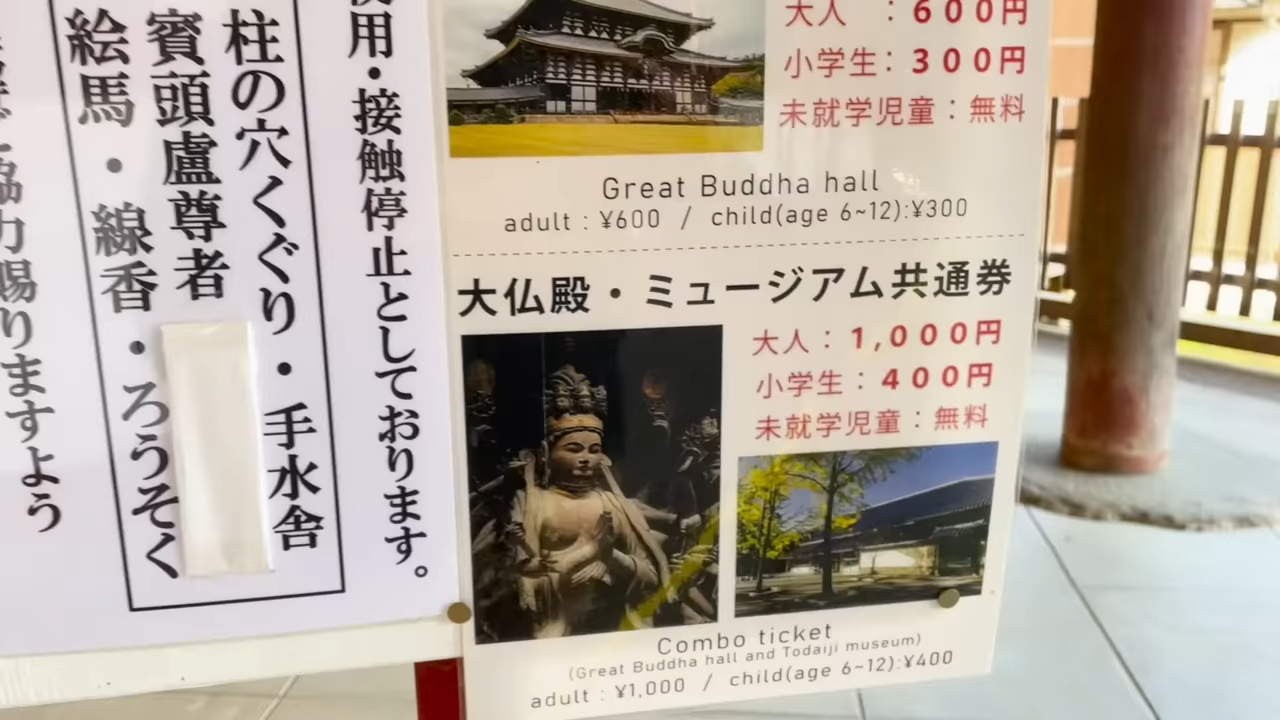 使用・接触停止としております。
柱の穴くぐり・手水舎
賓頭盧尊者
絵馬・線香・ろうそく
協力賜りますよう
大人 ：600円
小学生：300円
未就学児童：無料
Great Buddha hall
adult : ¥600 / child(age 6~12):¥300
大仏殿・ミュージアム共通券
大人：1,000円
小学生：400円
未就学児童：無料
Combo ticket
(Great Buddha hall and Todaiji museum)
adult : ¥1,000 / child(age 6~12):¥400